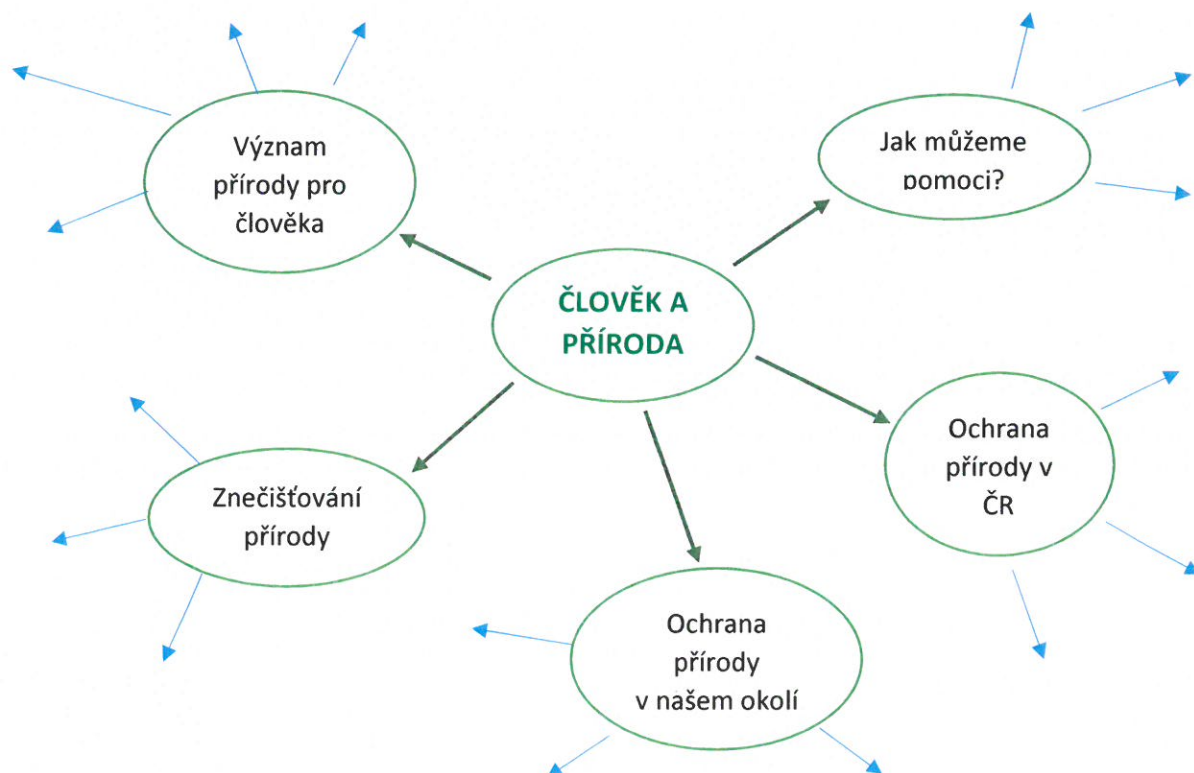 Význam
přírody pro
člověka
Jak můžeme
pomoci?
ČLOVĚK A
PŘÍRODA
Ochrana
přírody v
ČR
Znečišťování
přírody
Ochrana
přírody
v našem okolí